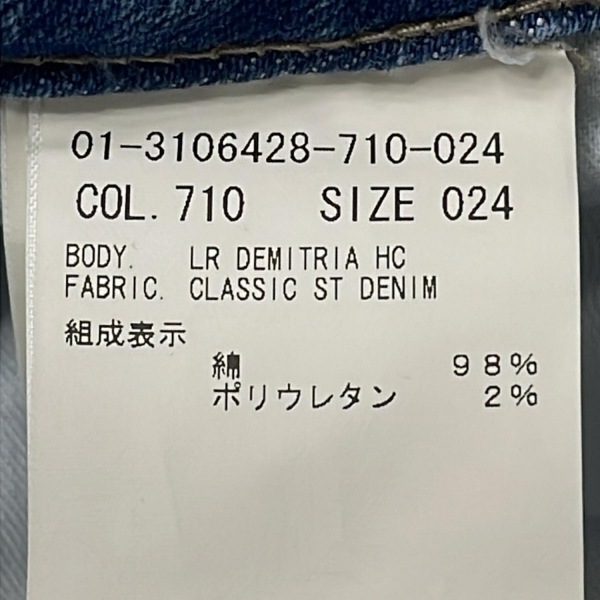 01-3106428-710-024
COL. 710 SIZE 024
BODY. LR DEMITRIA HC
FABRIC. CLASSIC ST DENIM
組成表示
綿 98%
ポリウレタン 2%